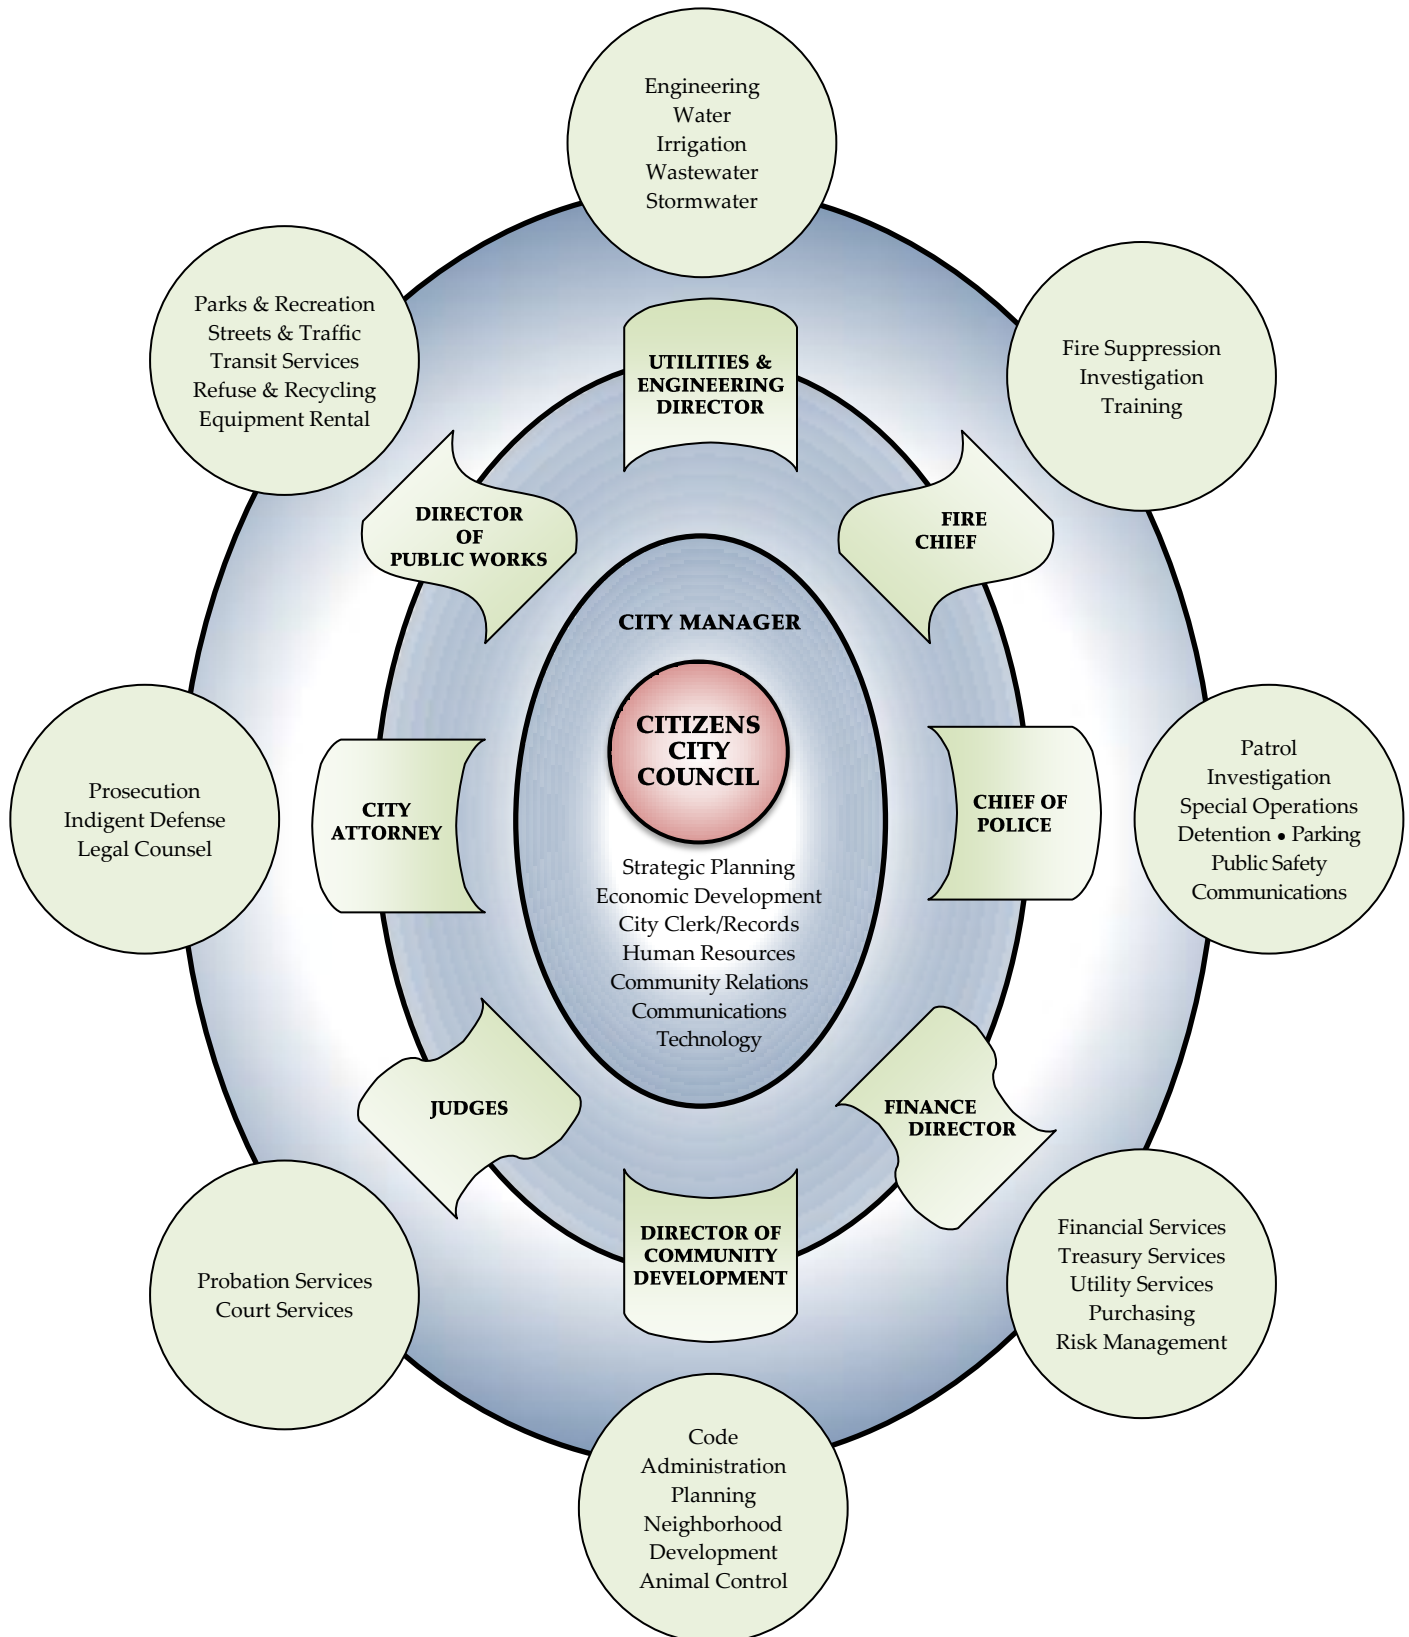 Engineering
Water
Irrigation
Wastewater
Stormwater
Parks & Recreation
Streets & Traffic
Transit Services
Refuse & Recycling
Equipment Rental
Fire Suppression
Investigation
Training
UTILITIES &
ENGINEERING
DIRECTOR
DIRECTOR
OF
PUBLIC WORKS
FIRE
CHIEF
CITY MANAGER
CITIZENS
CITY
COUNCIL
Strategic Planning
Economic Development
City Clerk/Records
Human Resources
Community Relations
Communications
Technology
Prosecution
Indigent Defense
Legal Counsel
CITY
ATTORNEY
CHIEF OF
POLICE
Patrol
Investigation
Special Operations
Detention • Parking
Public Safety
Communications
JUDGES
FINANCE
DIRECTOR
Probation Services
Court Services
DIRECTOR OF
COMMUNITY
DEVELOPMENT
Financial Services
Treasury Services
Utility Services
Purchasing
Risk Management
Code
Administration
Planning
Neighborhood
Development
Animal Control